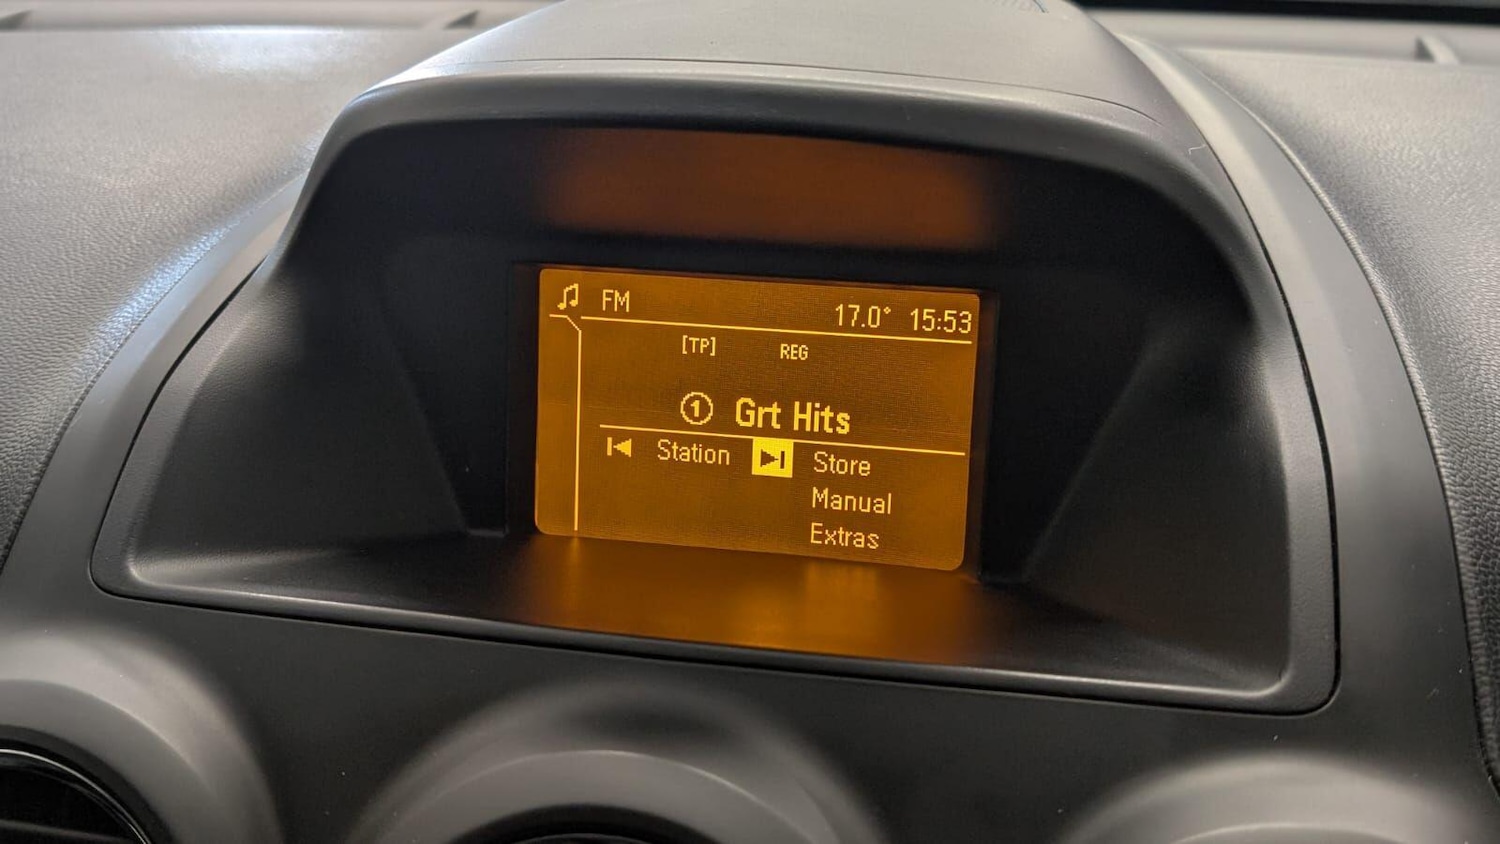 FM 17.0° 15:53
[TP] REG
① Grt Hits
Station Store
Manual
Extras